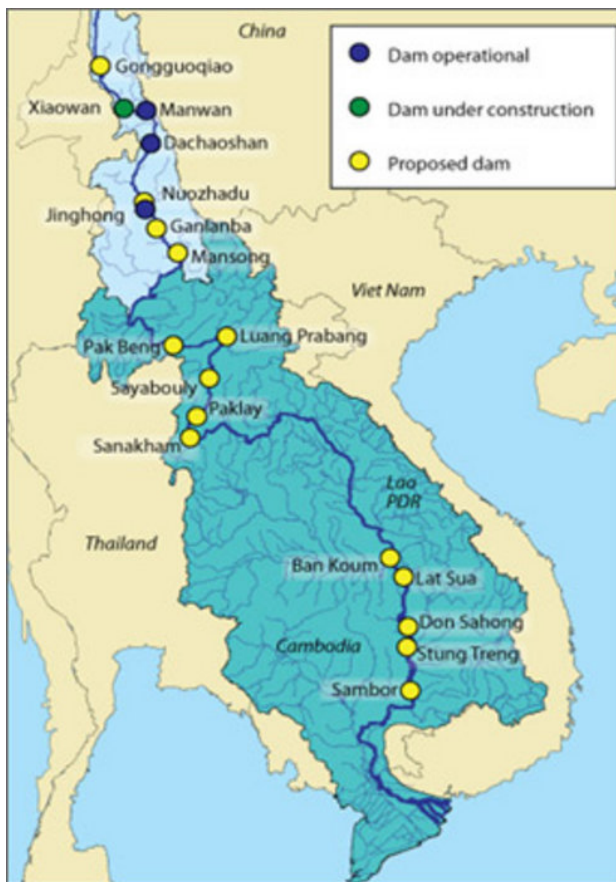 China
Dam operational
Dam under construction
Proposed dam
Gongguoqiao
Xiaowan
Manwan
Dachaoshan
Nuozhadu
Jinghong
Ganlanba
Mansong
Viet Nam
Luang Prabang
Pak Beng
Sayabouly
Paklay
Sanakham
Lao
PDR
Thailand
Ban Koum
Lat Sua
Don Sahong
Cambodia
Stung Treng
Sambor